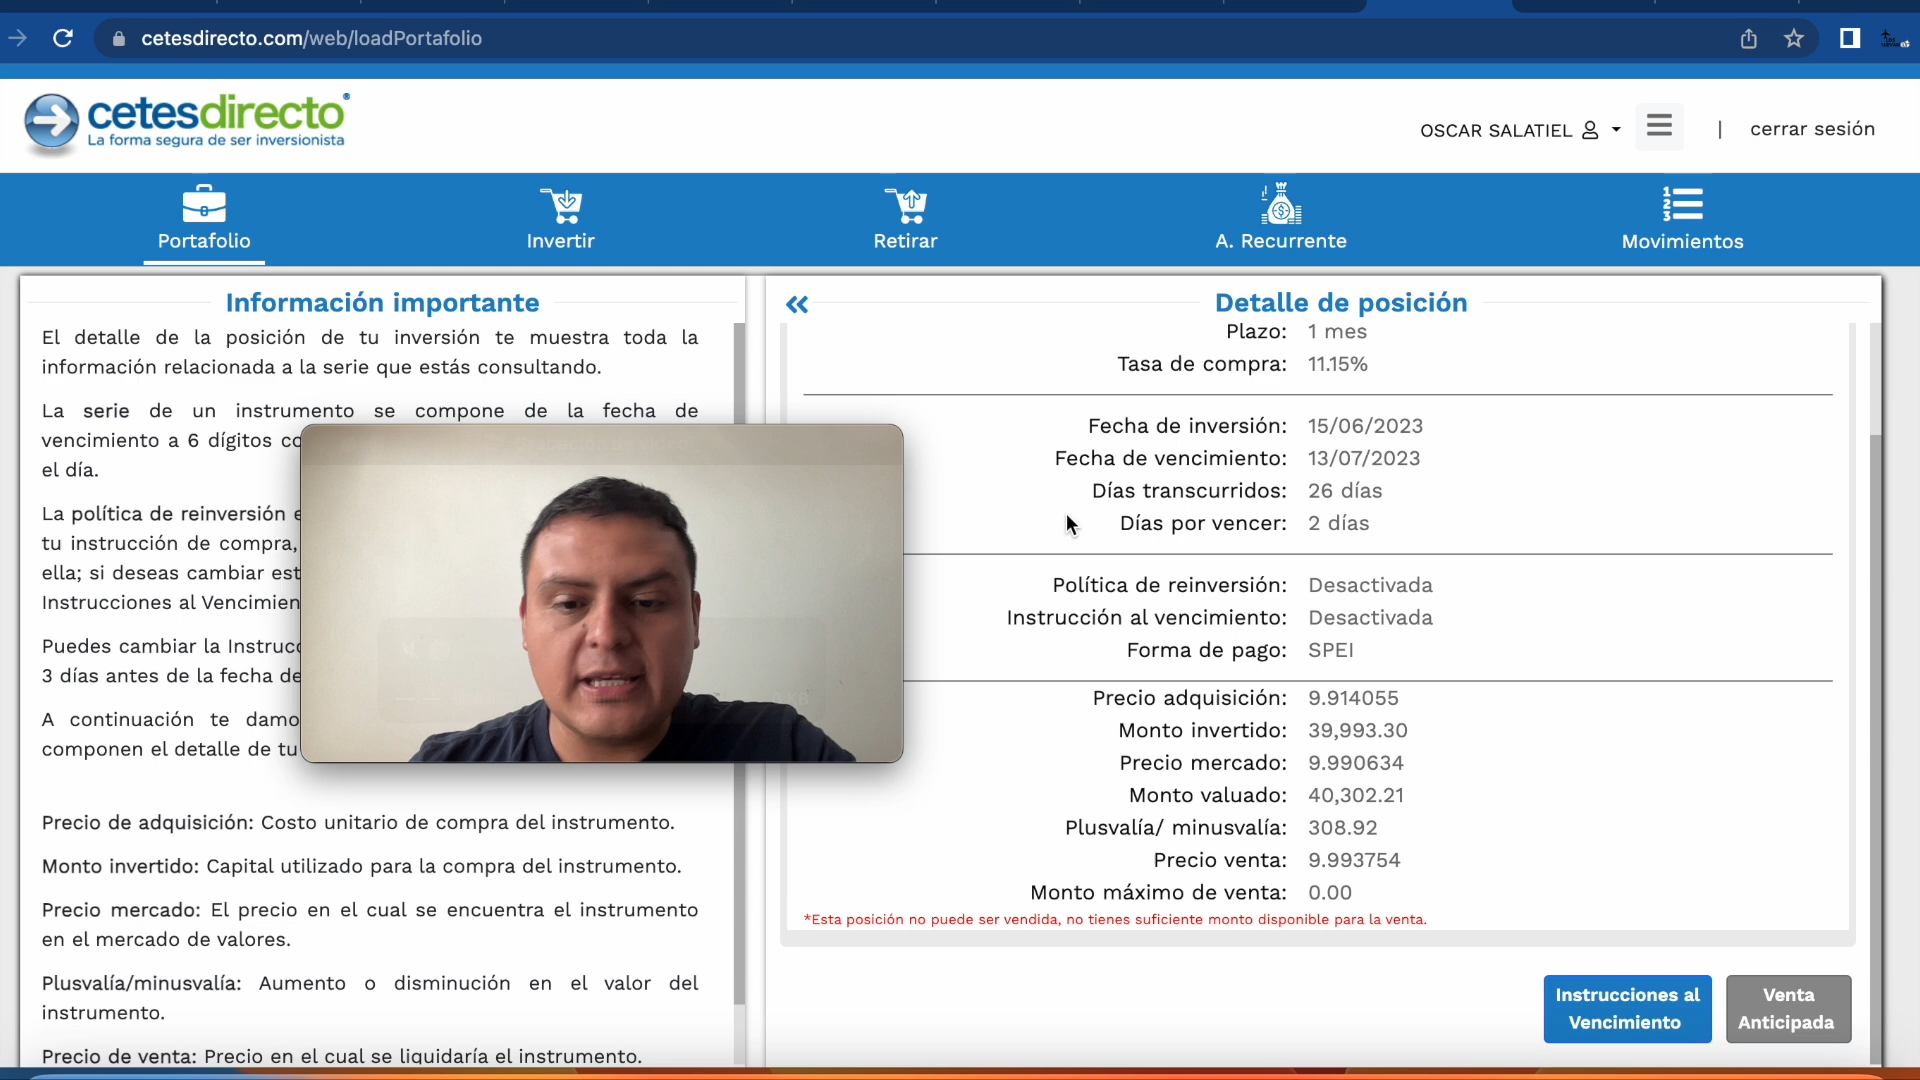 cetesdirecto.com/web/loadPortafolio
cetesdirecto
La forma segura de ser inversionista
OSCAR SALATIEL
| cerrar sesión
Portafolio
Invertir
Retirar
A. Recurrente
Movimientos
Información importante
El detalle de la posición de tu inversión te muestra toda la
información relacionada a la serie que estás consultando.
La serie de un instrumento se compone de la fecha de
vencimiento a 6 dígitos
el día.
La política de reinversión
tu instrucción de compra,
ella; si deseas cambiar
Instrucciones al
Puedes cambiar la
3 días antes de la fecha
A continuación te
componen el detalle de tu
Precio de adquisición: Costo unitario de compra del instrumento.
Monto invertido: Capital utilizado para la compra del instrumento.
Precio mercado: El precio en el cual se encuentra el instrumento
en el mercado de valores.
Plusvalía/minusvalía: Aumento o disminución en el valor del
instrumento.
Precio de venta: Precio en el cual se liquidaría el instrumento.
Detalle de posición
Plazo: 1 mes
Tasa de compra: 11.15%
Fecha de inversión: 15/06/2023
Fecha de vencimiento: 13/07/2023
Días transcurridos: 26 días
Días por vencer: 2 días
Política de reinversión: Desactivada
Instrucción al vencimiento: Desactivada
Forma de pago: SPEI
Precio adquisición: 9.914055
Monto invertido: 39,993.30
Precio mercado: 9.990634
Monto valuado: 40,302.21
Plusvalía/ minusvalía: 308.92
Precio venta: 9.993754
Monto máximo de venta: 0.00
*Esta posición no puede ser vendida, no tienes suficiente monto disponible para la venta.
Instrucciones al
Vencimiento
Venta
Anticipada